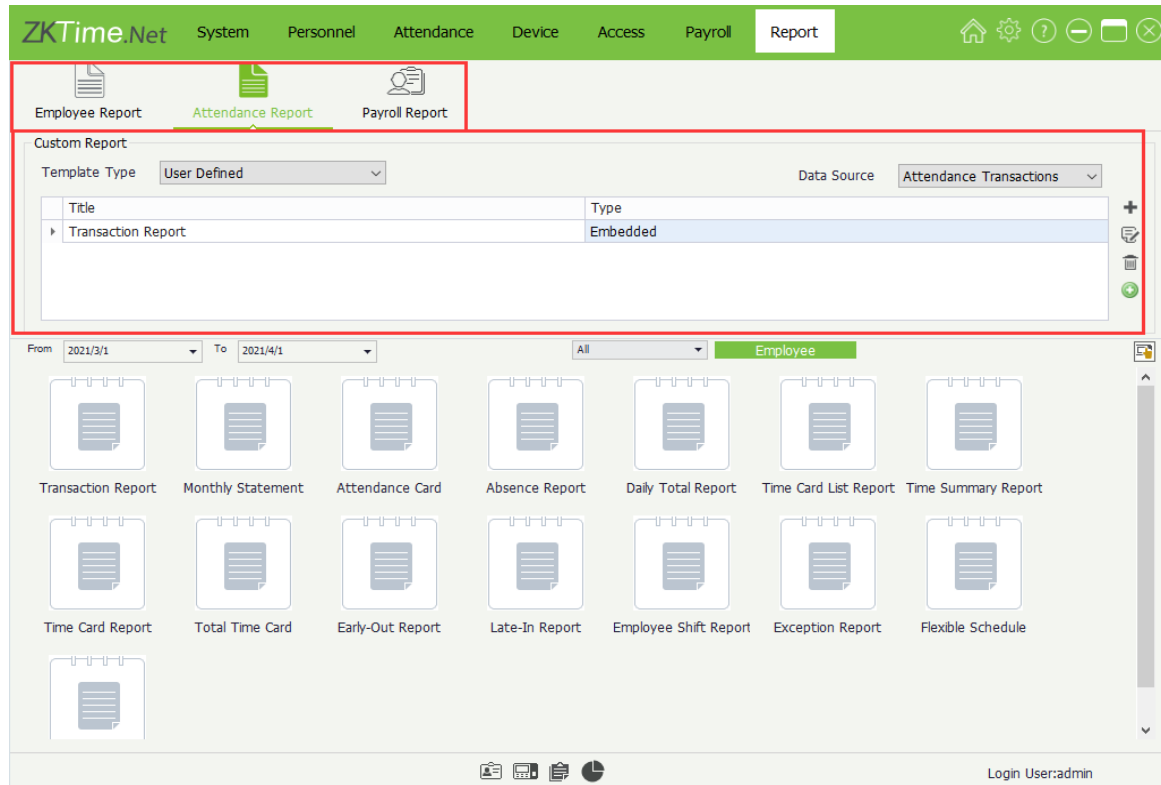 ZKTime.Net System Personnel Attendance Device Access Payroll Report
Employee Report Attendance Report Payroll Report
Custom Report
Template Type User Defined Data Source Attendance Transactions
Title Type
Transaction Report Embedded
From 2021/3/1 To 2021/4/1 All Employee
Transaction Report Monthly Statement Attendance Card Absence Report Daily Total Report Time Card List Report Time Summary Report
Time Card Report Total Time Card Early-Out Report Late-In Report Employee Shift Report Exception Report Flexible Schedule
Login User:admin